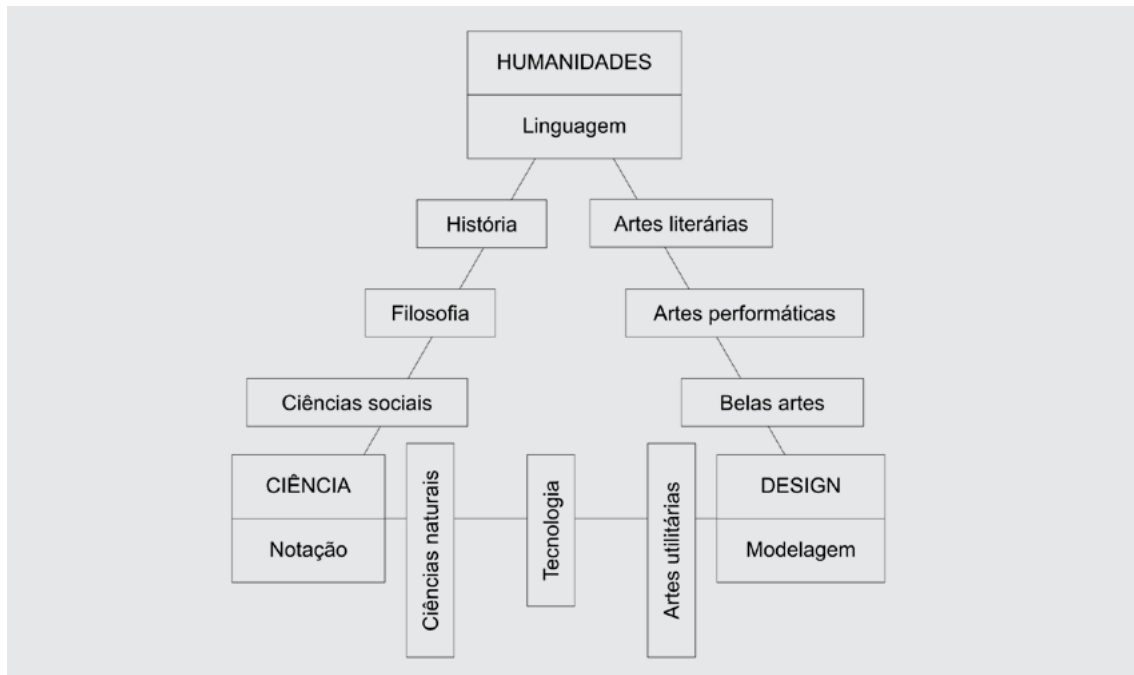 HUMANIDADES
Linguagem
História
Artes literárias
Filosofia
Artes performáticas
Ciências sociais
Belas artes
CIÊNCIA
Notação
Ciências naturais
Tecnologia
Artes utilitárias
DESIGN
Modelagem